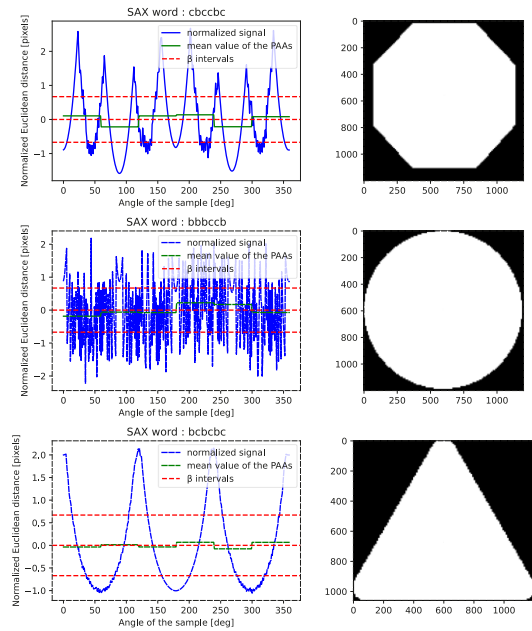 SAX word : cbccbc
Normalized Euclidean distance [pixels]
2
1
0
−1
normalized signal
mean value of the PAAs
β intervals
0 50 100 150 200 250 300 350
Angle of the sample [deg]
0
200
400
600
800
1000
0 250 500 750 1000
SAX word : bbbccb
Normalized Euclidean distance [pixels]
2
1
0
−1
−2
normalized signal
mean value of the PAAs
β intervals
0 50 100 150 200 250 300 350
Angle of the sample [deg]
0
200
400
600
800
1000
0 250 500 750 1000
SAX word : bcbcbc
Normalized Euclidean distance [pixels]
2.0
1.5
1.0
0.5
0.0
−0.5
−1.0
normalized signal
mean value of the PAAs
β intervals
0 50 100 150 200 250 300 350
Angle of the sample [deg]
0
200
400
600
800
1000
0 200 400 600 800 1000 1200